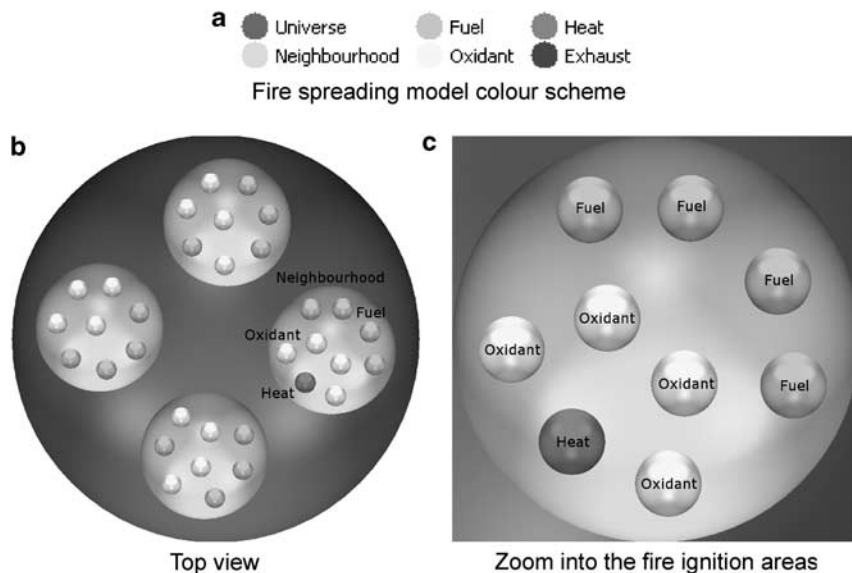 a
Universe Fuel Heat
Neighbourhood Oxidant Exhaust
Fire spreading model colour scheme
b
Neighbourhood
Fuel
Oxidant
Heat
Top view
c
Fuel Fuel
Fuel
Oxidant
Oxidant
Oxidant Fuel
Heat
Oxidant
Zoom into the fire ignition areas